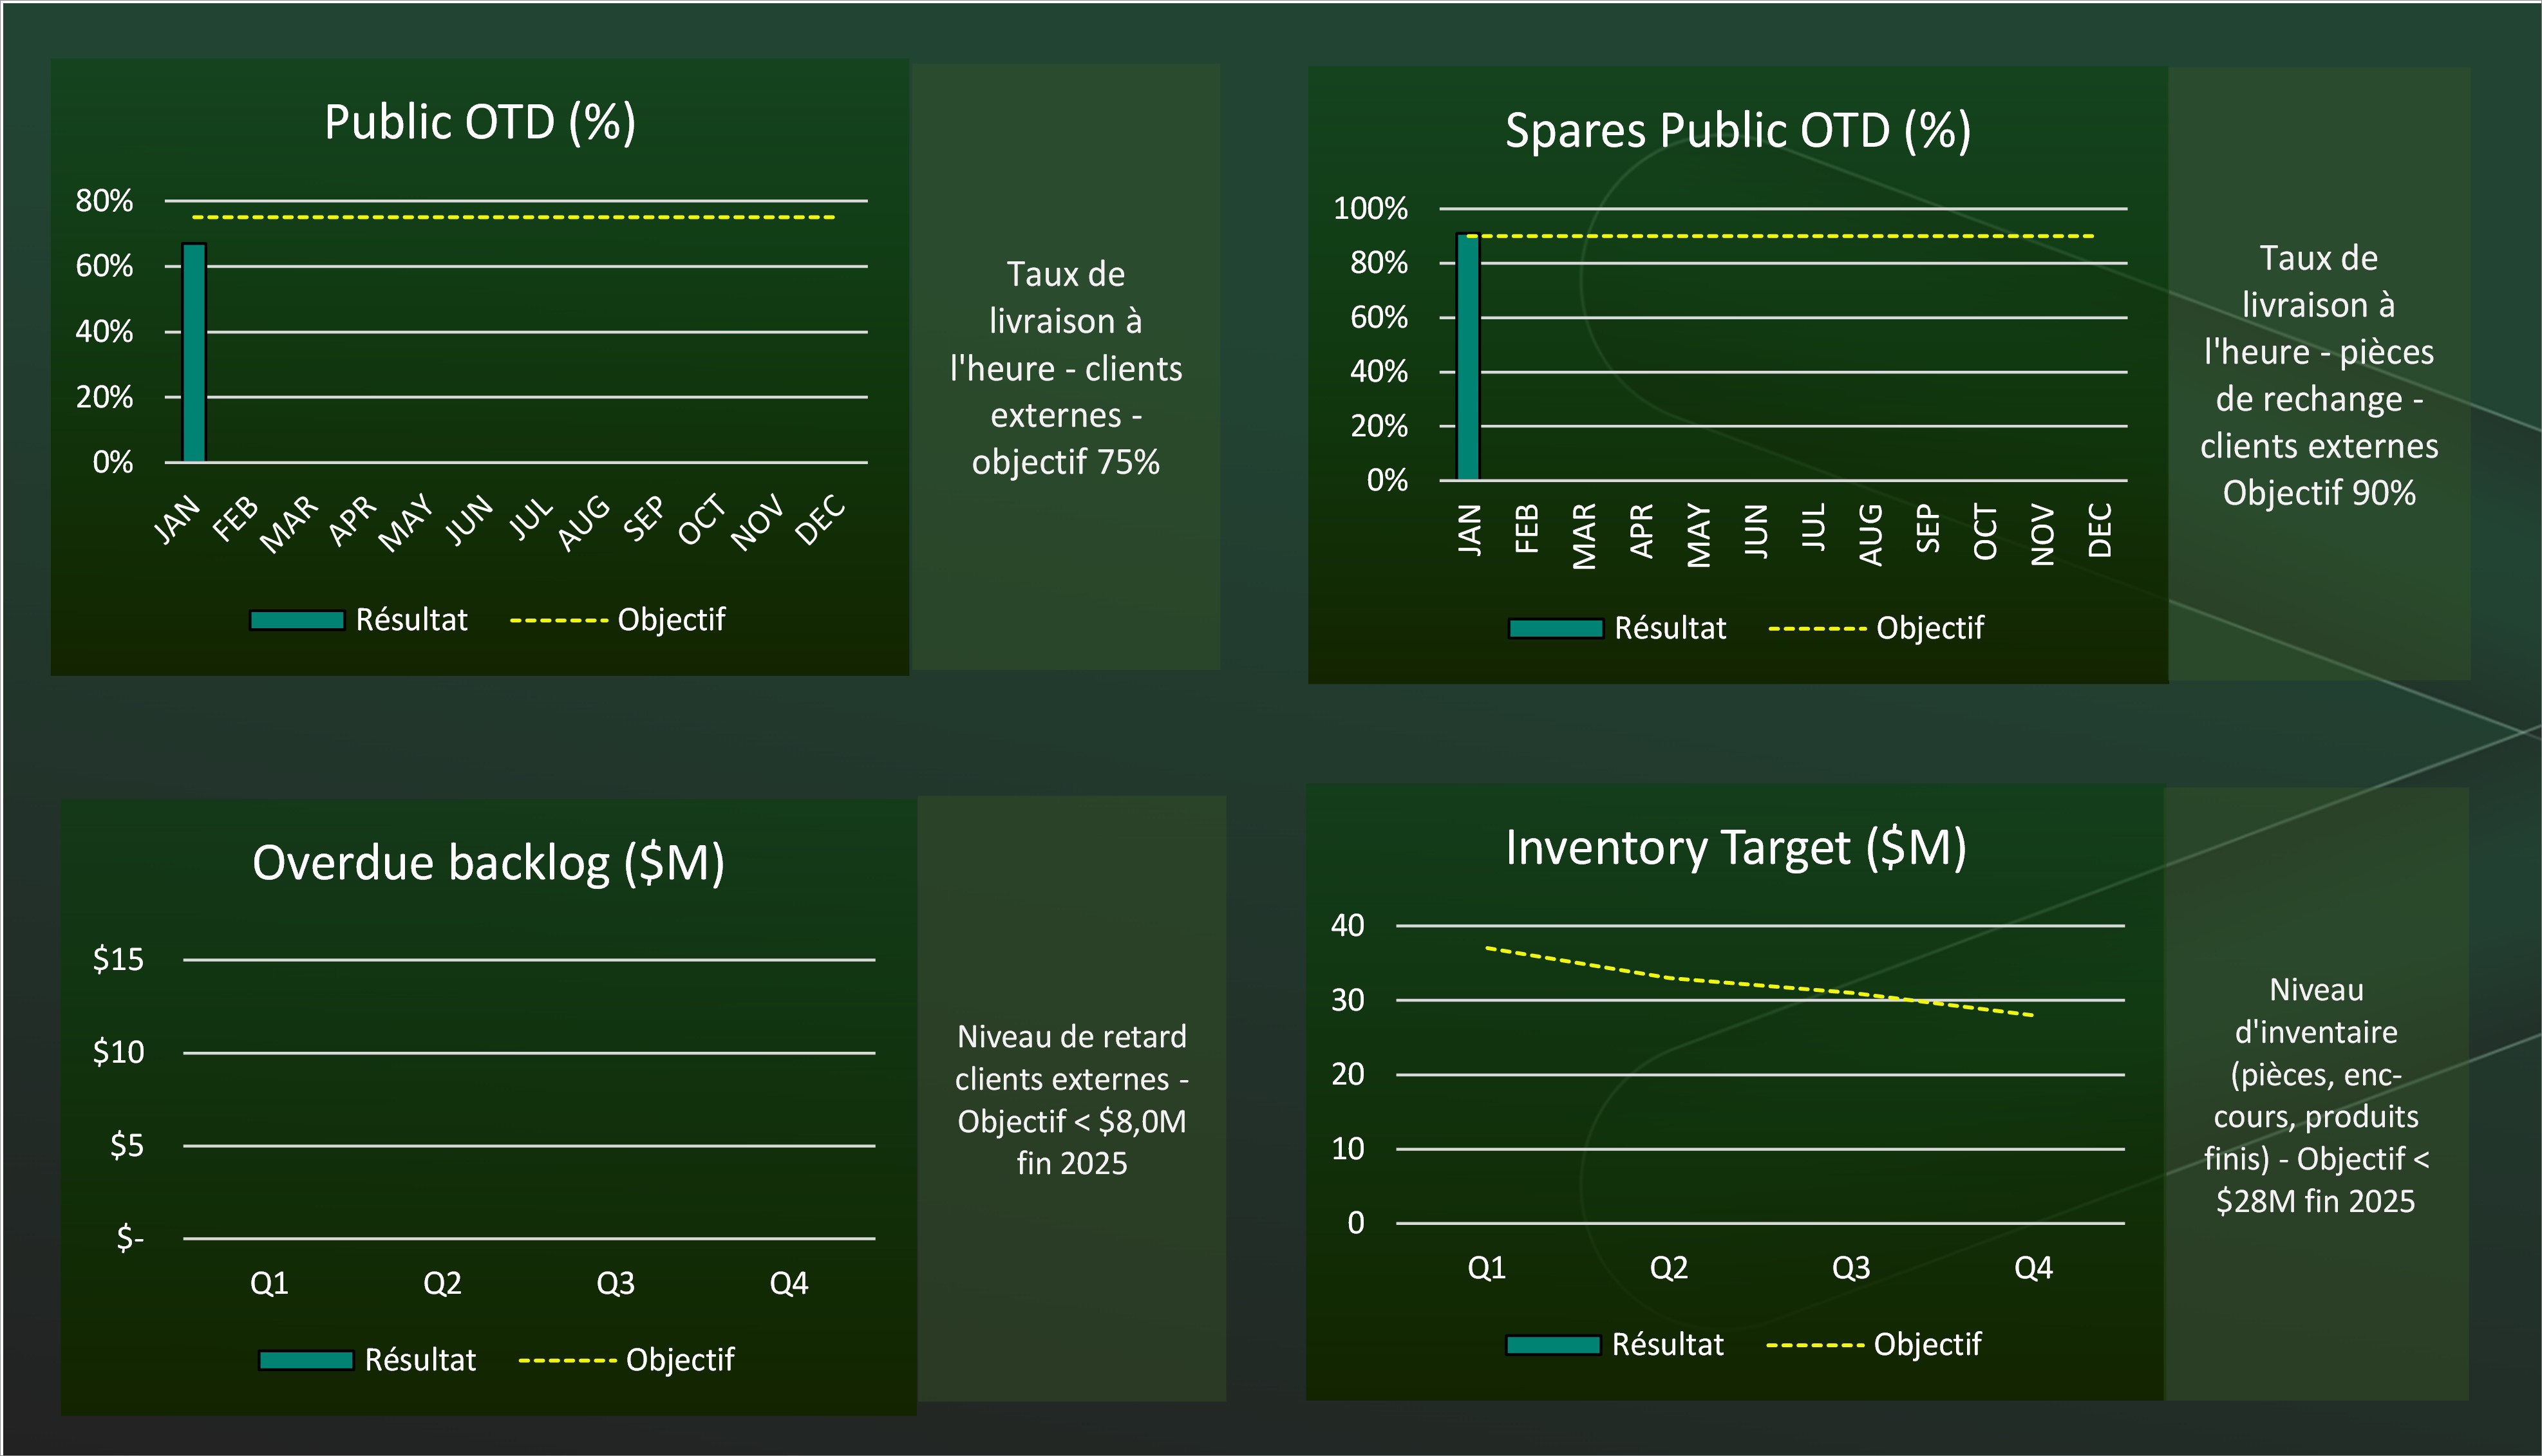 Public OTD (%)
80%
60%
40%
20%
0%
JAN
FEB
MAR
APR
MAY
JUN
JUL
AUG
SEP
OCT
NOV
DEC
Résultat
Objectif
Taux de
livraison à
l'heure - clients
externes -
objectif 75%
Spares Public OTD (%)
100%
80%
60%
40%
20%
0%
JAN
FEB
MAR
APR
MAY
JUN
JUL
AUG
SEP
OCT
NOV
DEC
Résultat
Objectif
Taux de
livraison à
l'heure - pièces
de rechange -
clients externes
Objectif 90%
Overdue backlog ($M)
$15
$10
$5
$-
Q1
Q2
Q3
Q4
Résultat
Objectif
Niveau de retard
clients externes -
Objectif < $8,0M
fin 2025
Inventory Target ($M)
40
30
20
10
0
Q1
Q2
Q3
Q4
Résultat
Objectif
Niveau
d'inventaire
(pièces, enc-
cours, produits
finis) - Objectif <
$28M fin 2025